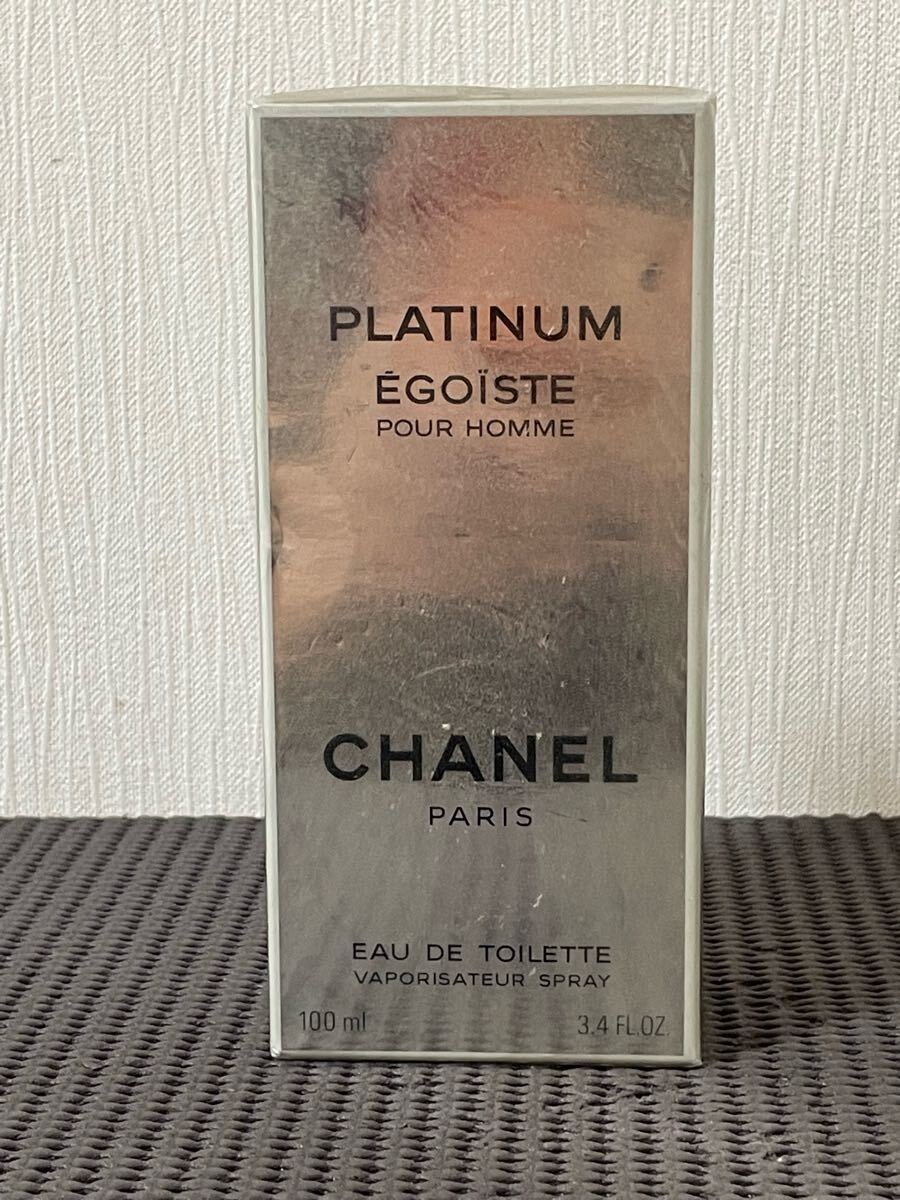 PLATINUM
ÉGOÏSTE
POUR HOMME
CHANEL
PARIS
EAU DE TOILETTE
VAPORISATEUR SPRAY
100 ml 3.4 FL.OZ.